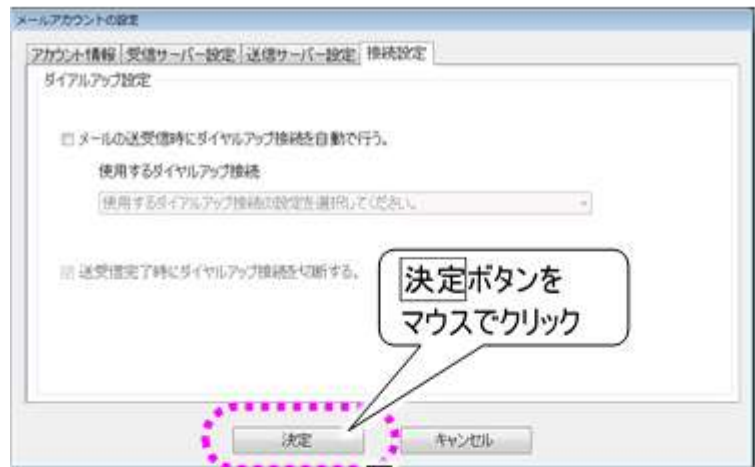 メールアカウントの設定
アカウント情報 受信サーバー設定 送信サーバー設定 接続設定
ダイアルアップ設定
メールの送受信時にダイヤルアップ接続を自動で行う。
使用するダイヤルアップ接続
使用するダイアルアップ接続の設定を選択してください。
送受信完了時にダイヤルアップ接続を切断する。
決定ボタンを
マウスでクリック
決定 キャンセル